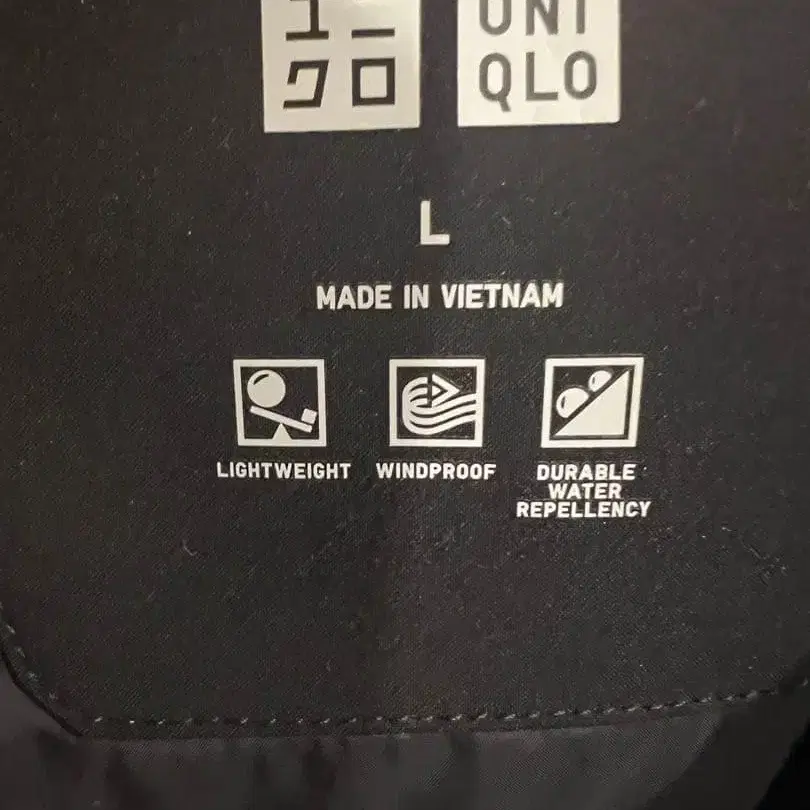 ユニ UNI
クロ QLO
L
MADE IN VIETNAM
LIGHTWEIGHT WINDPROOF DURABLE
WATER
REPELLENCY